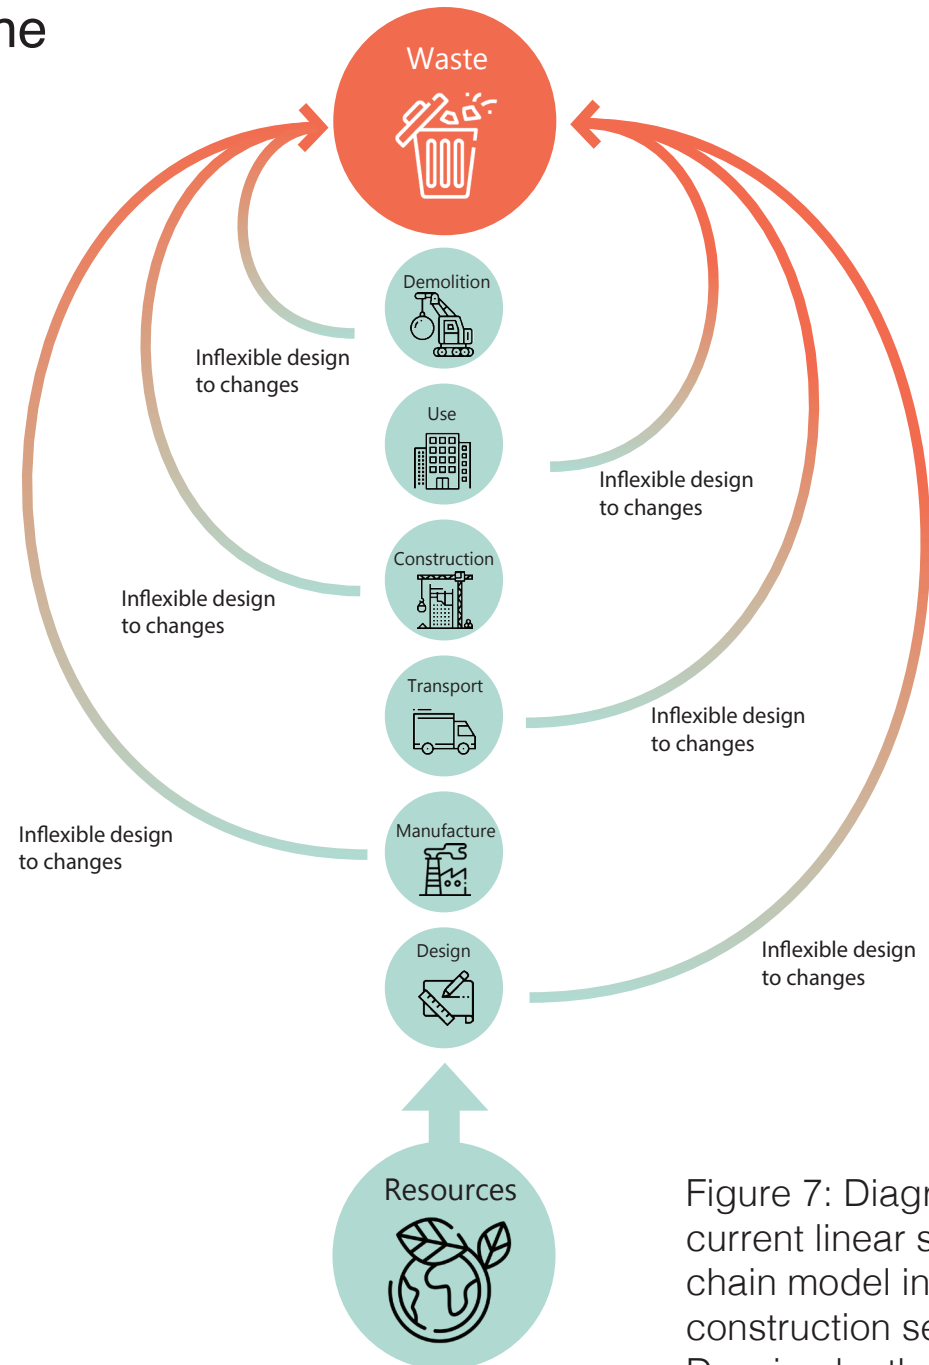 ne
Waste
Demolition
Inflexible design
to changes
Use
Inflexible design
to changes
Construction
Inflexible design
to changes
Transport
Inflexible design
to changes
Manufacture
Inflexible design
to changes
Design
Inflexible design
to changes
Resources
Figure 7: Diagr
current linear s
chain model in
construction se